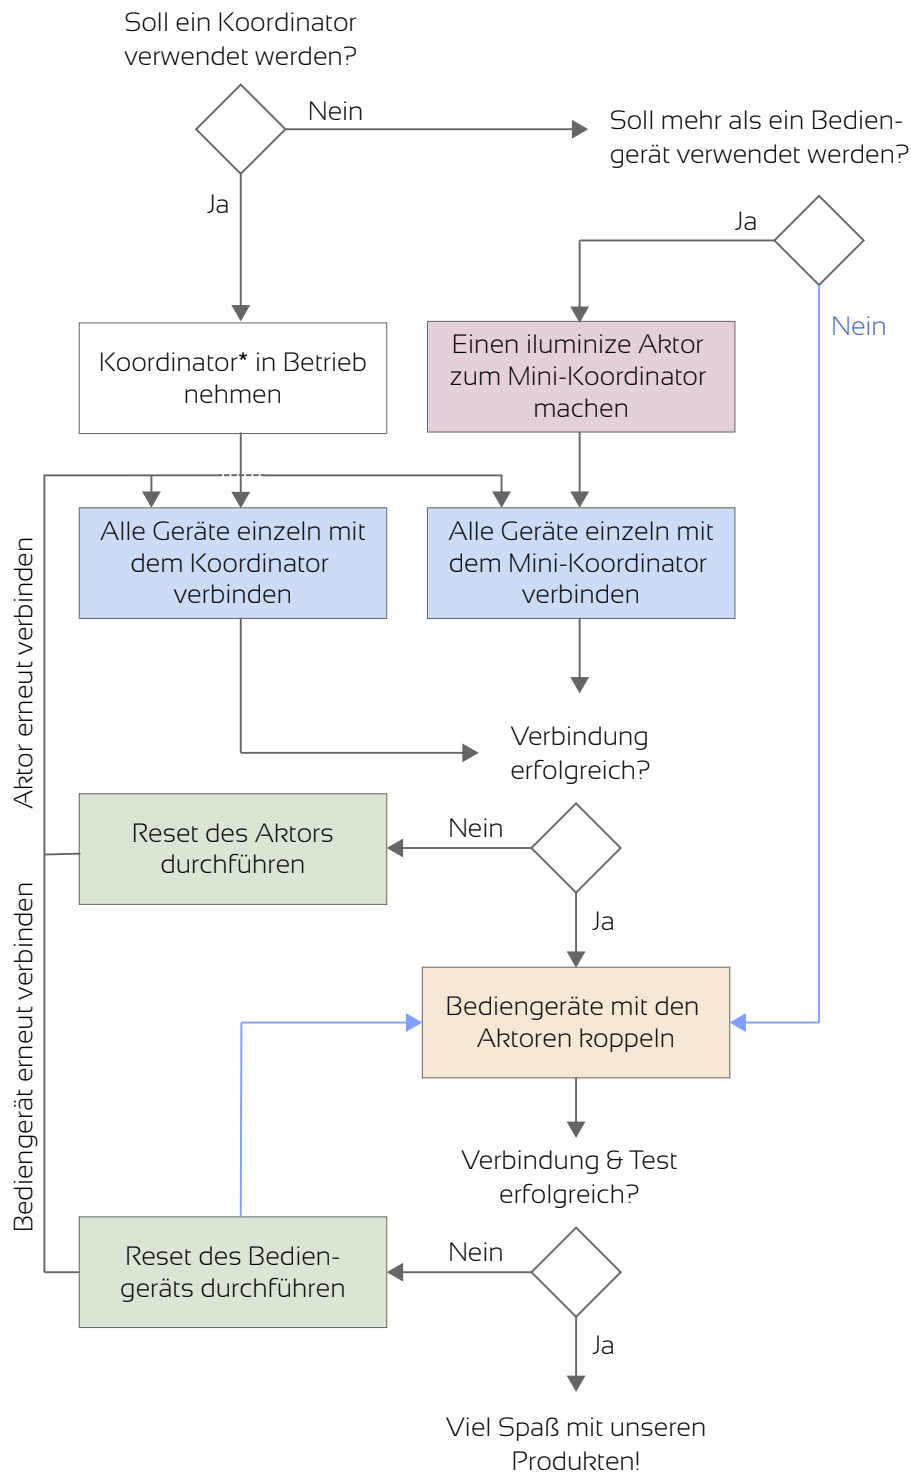 Soll ein Koordinator
verwendet werden?
Nein
Soll mehr als ein Bedien-
gerät verwendet werden?
Ja
Ja
Nein
Koordinator* in Betrieb
nehmen
Einen iluminize Aktor
zum Mini-Koordinator
machen
Alle Geräte einzeln mit
dem Koordinator
verbinden
Alle Geräte einzeln mit
dem Mini-Koordinator
verbinden
Aktor erneut verbinden
Verbindung
erfolgreich?
Nein
Reset des Aktors
durchführen
Ja
Bediengerät erneut verbinden
Bediengeräte mit den
Aktoren koppeln
Verbindung & Test
erfolgreich?
Nein
Reset des Bedien-
geräts durchführen
Ja
Viel Spaß mit unseren
Produkten!